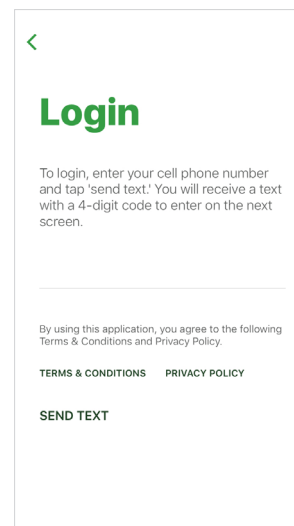 Login
To login, enter your cell phone number
and tap 'send text.' You will receive a text
with a 4-digit code to enter on the next
screen.
By using this application, you agree to the following
Terms & Conditions and Privacy Policy.
TERMS & CONDITIONS PRIVACY POLICY
SEND TEXT